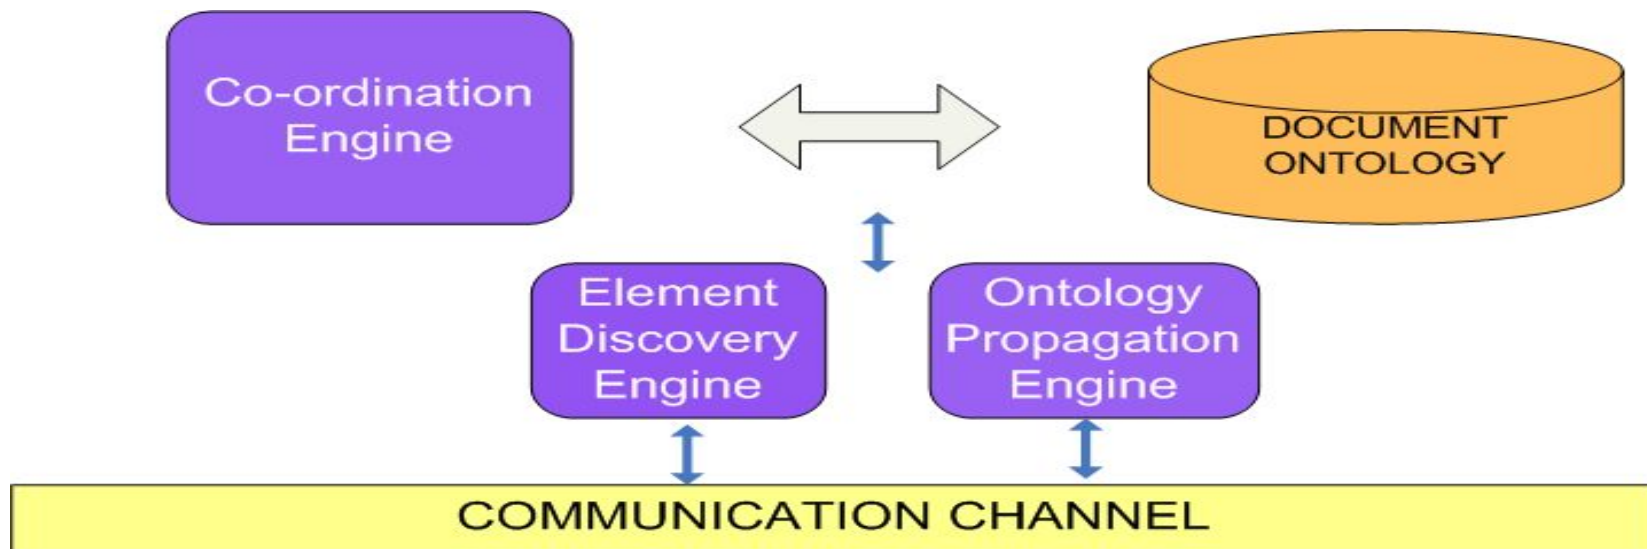 Co-ordination
Engine
DOCUMENT
ONTOLOGY
Element
Discovery
Engine
Ontology
Propagation
Engine
COMMUNICATION CHANNEL